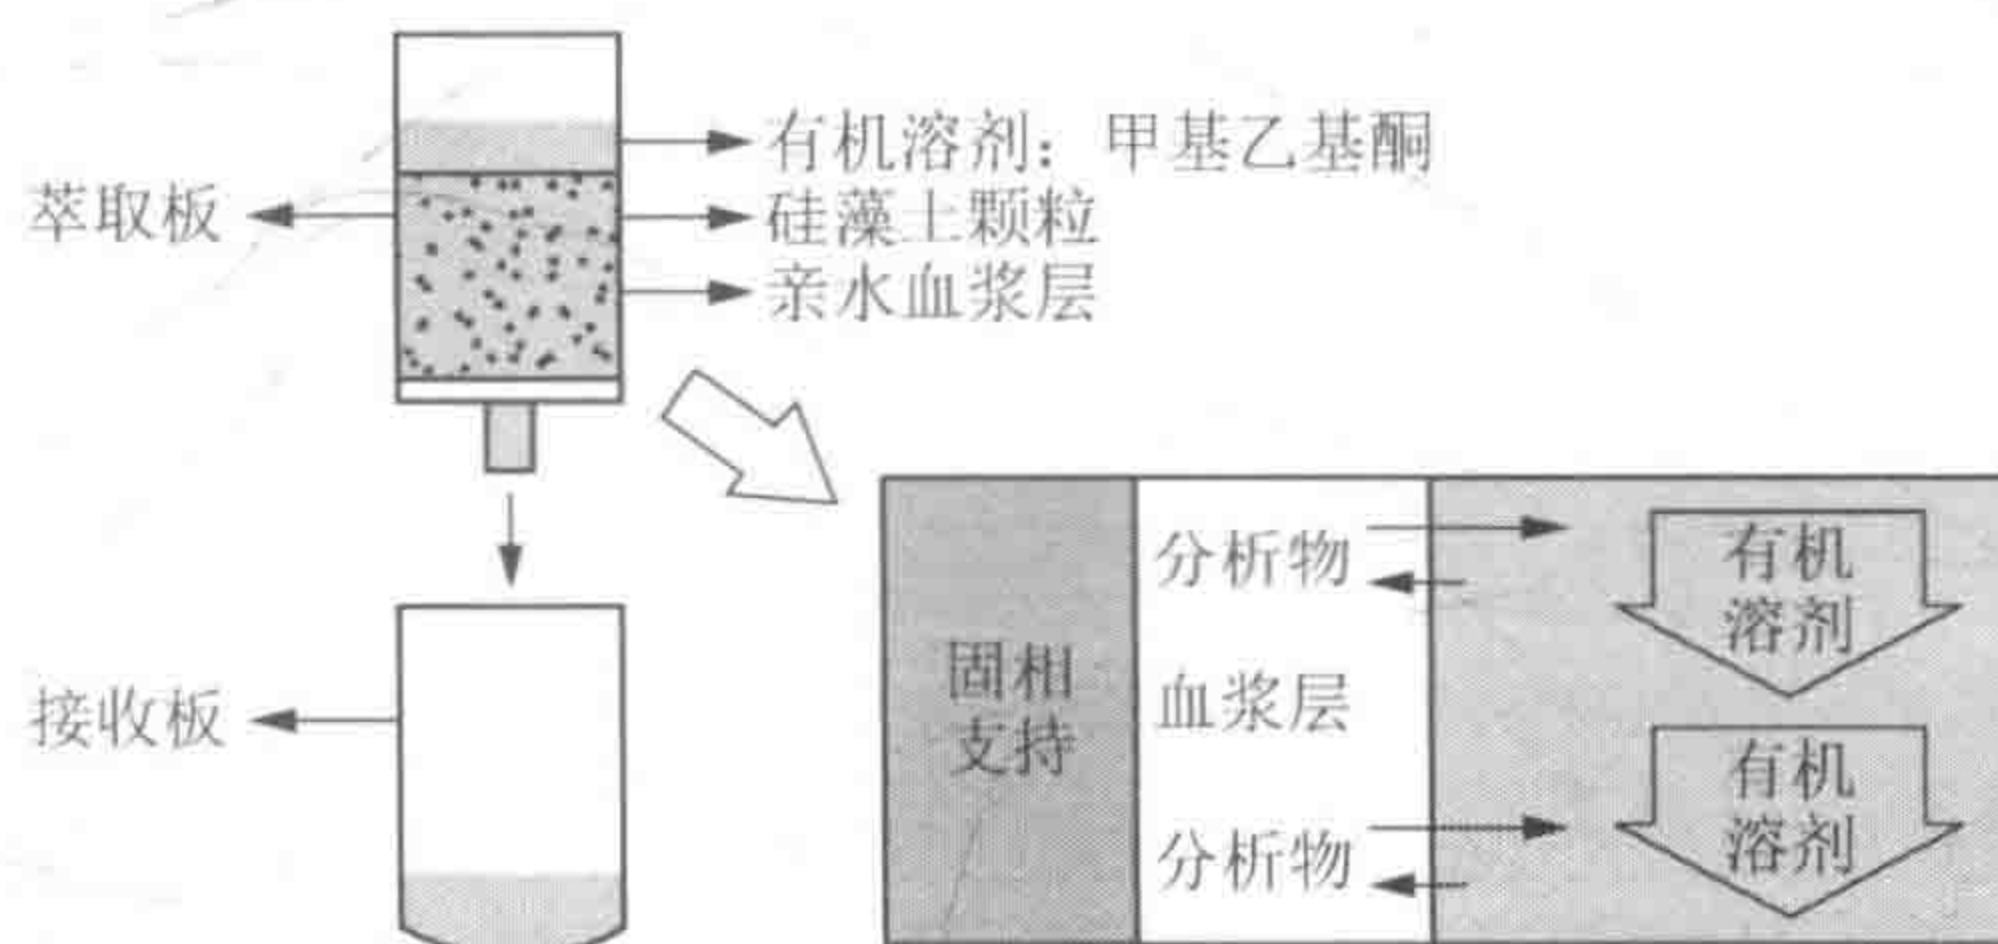 有机溶剂：甲基乙基酮
萃取板
硅藻土颗粒
亲水血浆层
接收板
固相
支持
分析物
血浆层
分析物
有机
溶剂
有机
溶剂